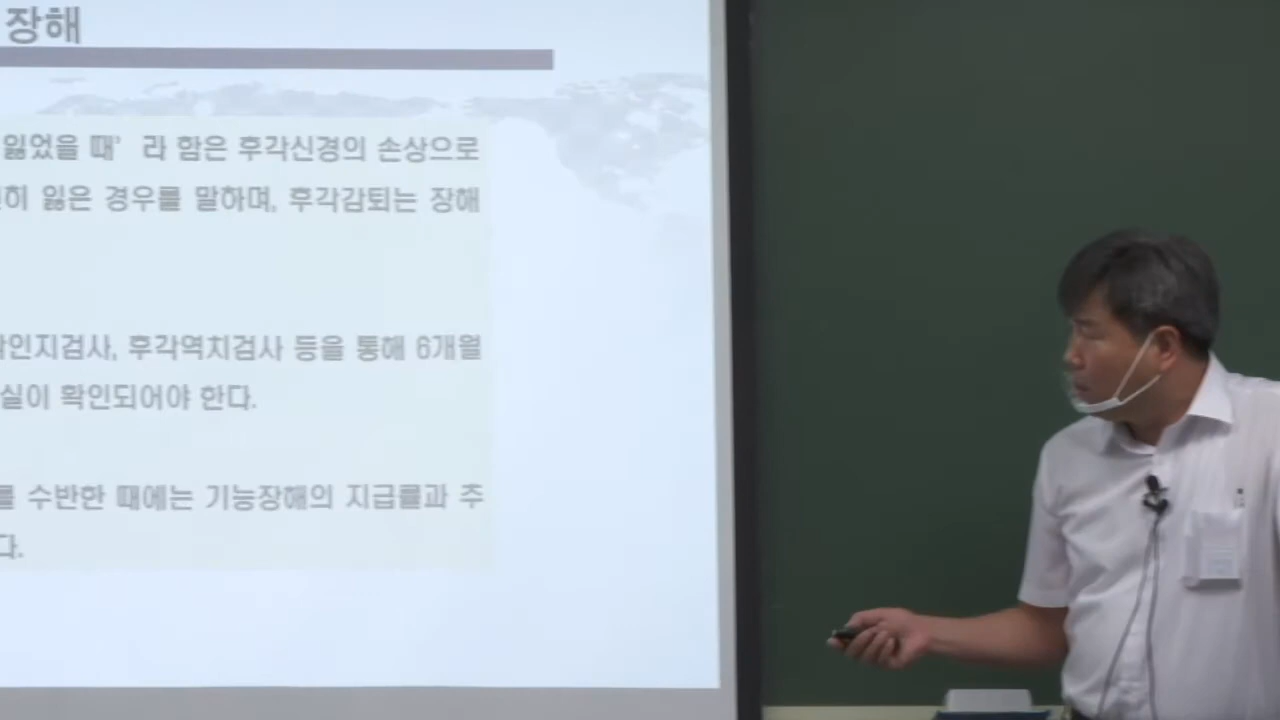 장해
잃었을 때’ 라 함은 후각신경의 손상으로
히 잃은 경우를 말하며, 후각감퇴는 장해
인지검사, 후각역치검사 등을 통해 6개월
실이 확인되어야 한다.
를 수반한 때에는 기능장해의 지급률과 추
다.